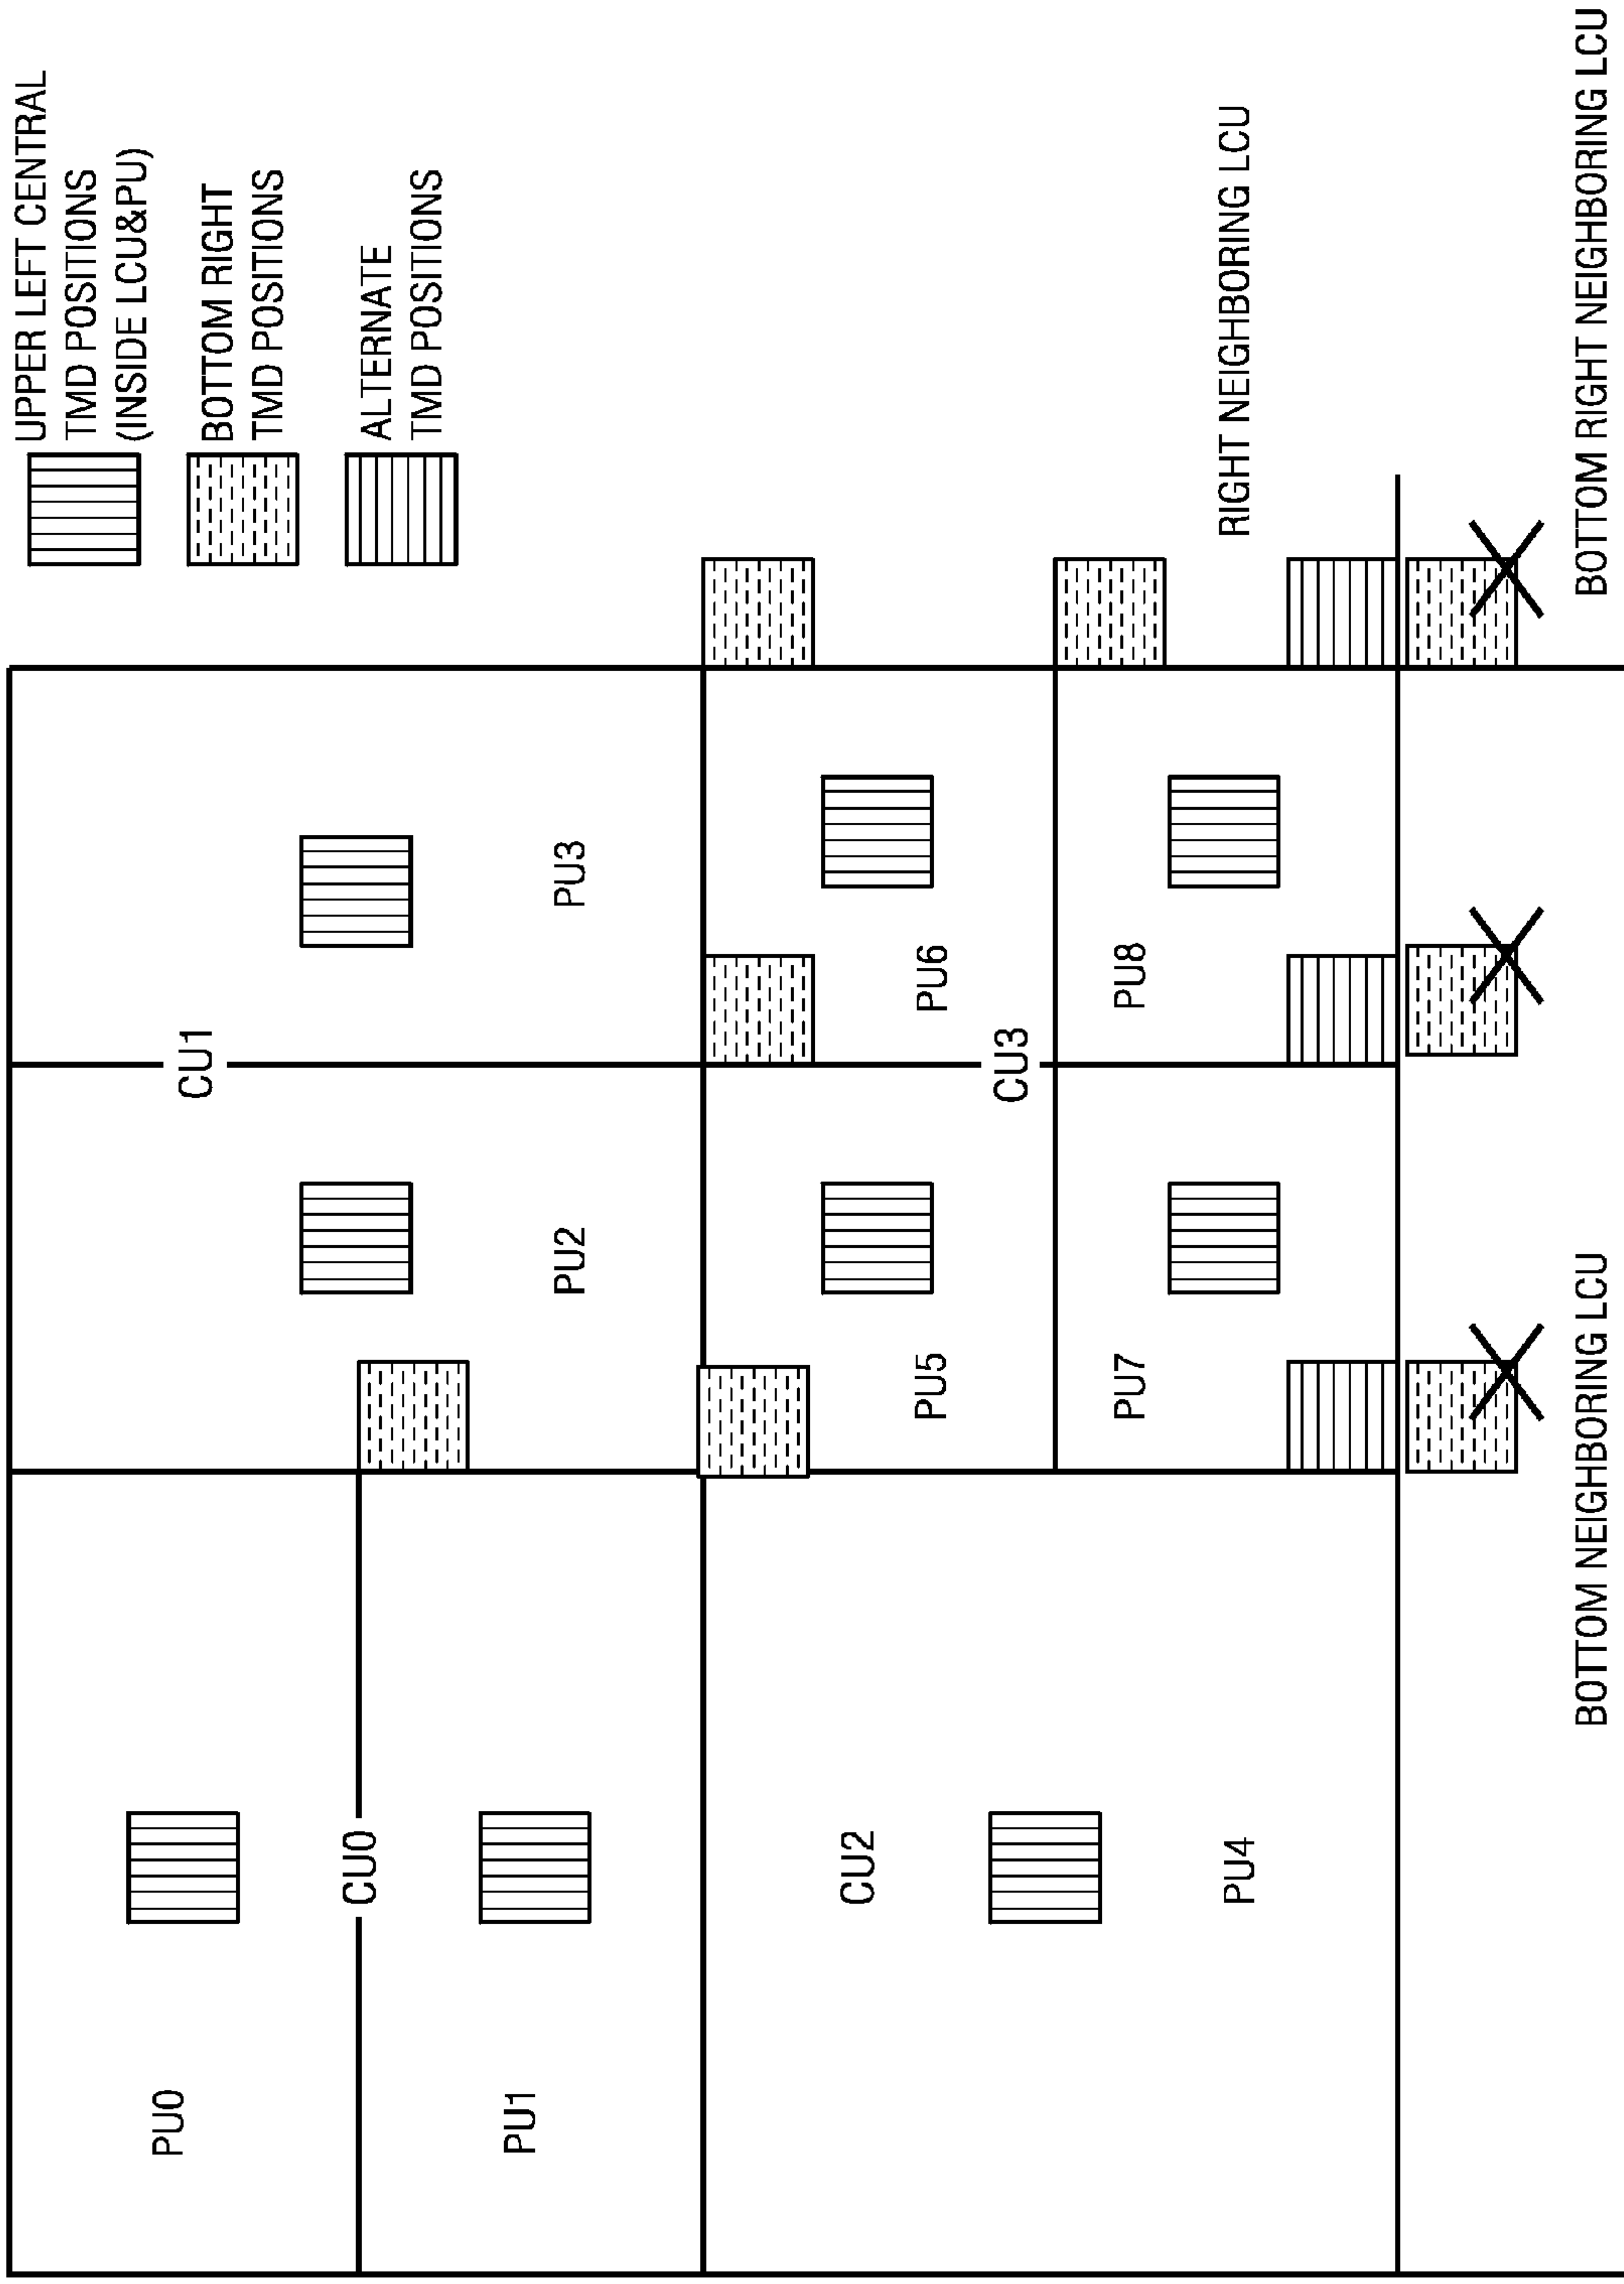 PU0
CU0
PU1
CU1
PU2
PU3
CU2
PU4
PU5
PU6
CU3
PU7
PU8
UPPER LEFT CENTRAL
TMD POSITIONS
(INSIDE LCU&PU)
BOTTOM RIGHT
TMD POSITIONS
ALTERNATE
TMD POSITIONS
RIGHT NEIGHBORING LCU
BOTTOM NEIGHBORING LCU
BOTTOM RIGHT NEIGHBORING LCU